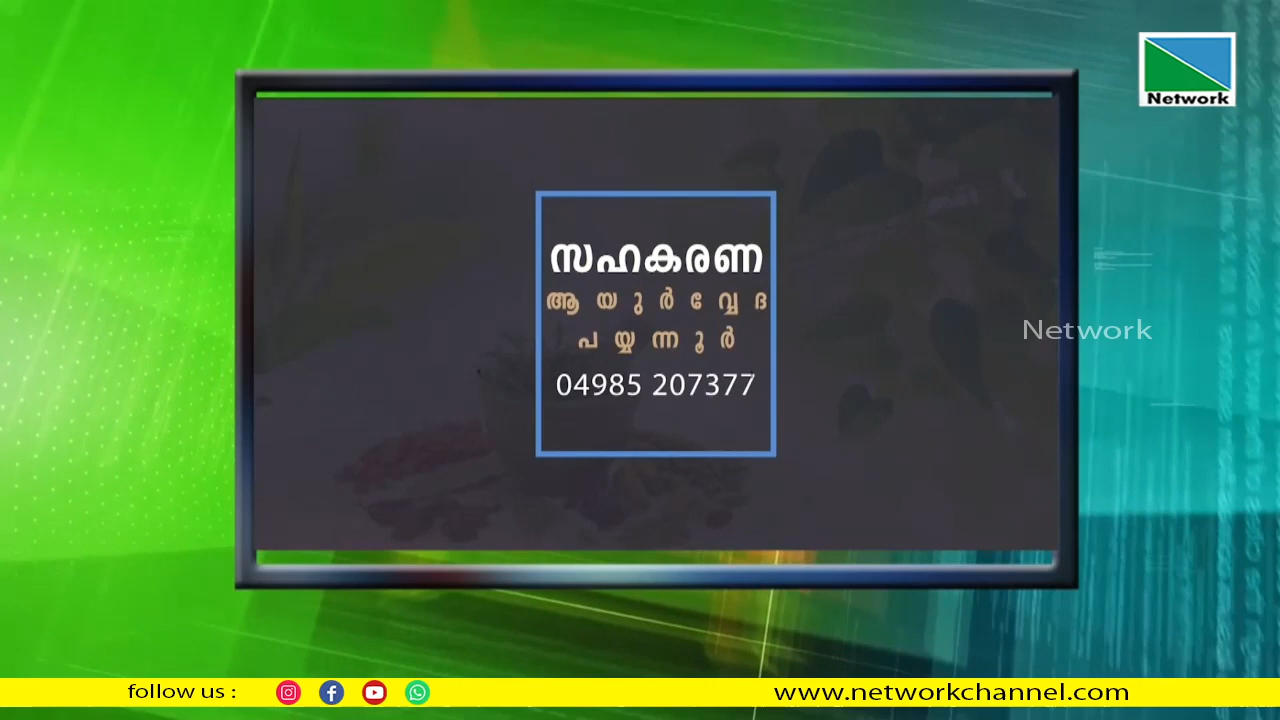 Network
സഹകരണ
ആയുർവ്വേദ
പയ്യന്നൂർ
04985 207377
Network
follow us :
www.networkchannel.com